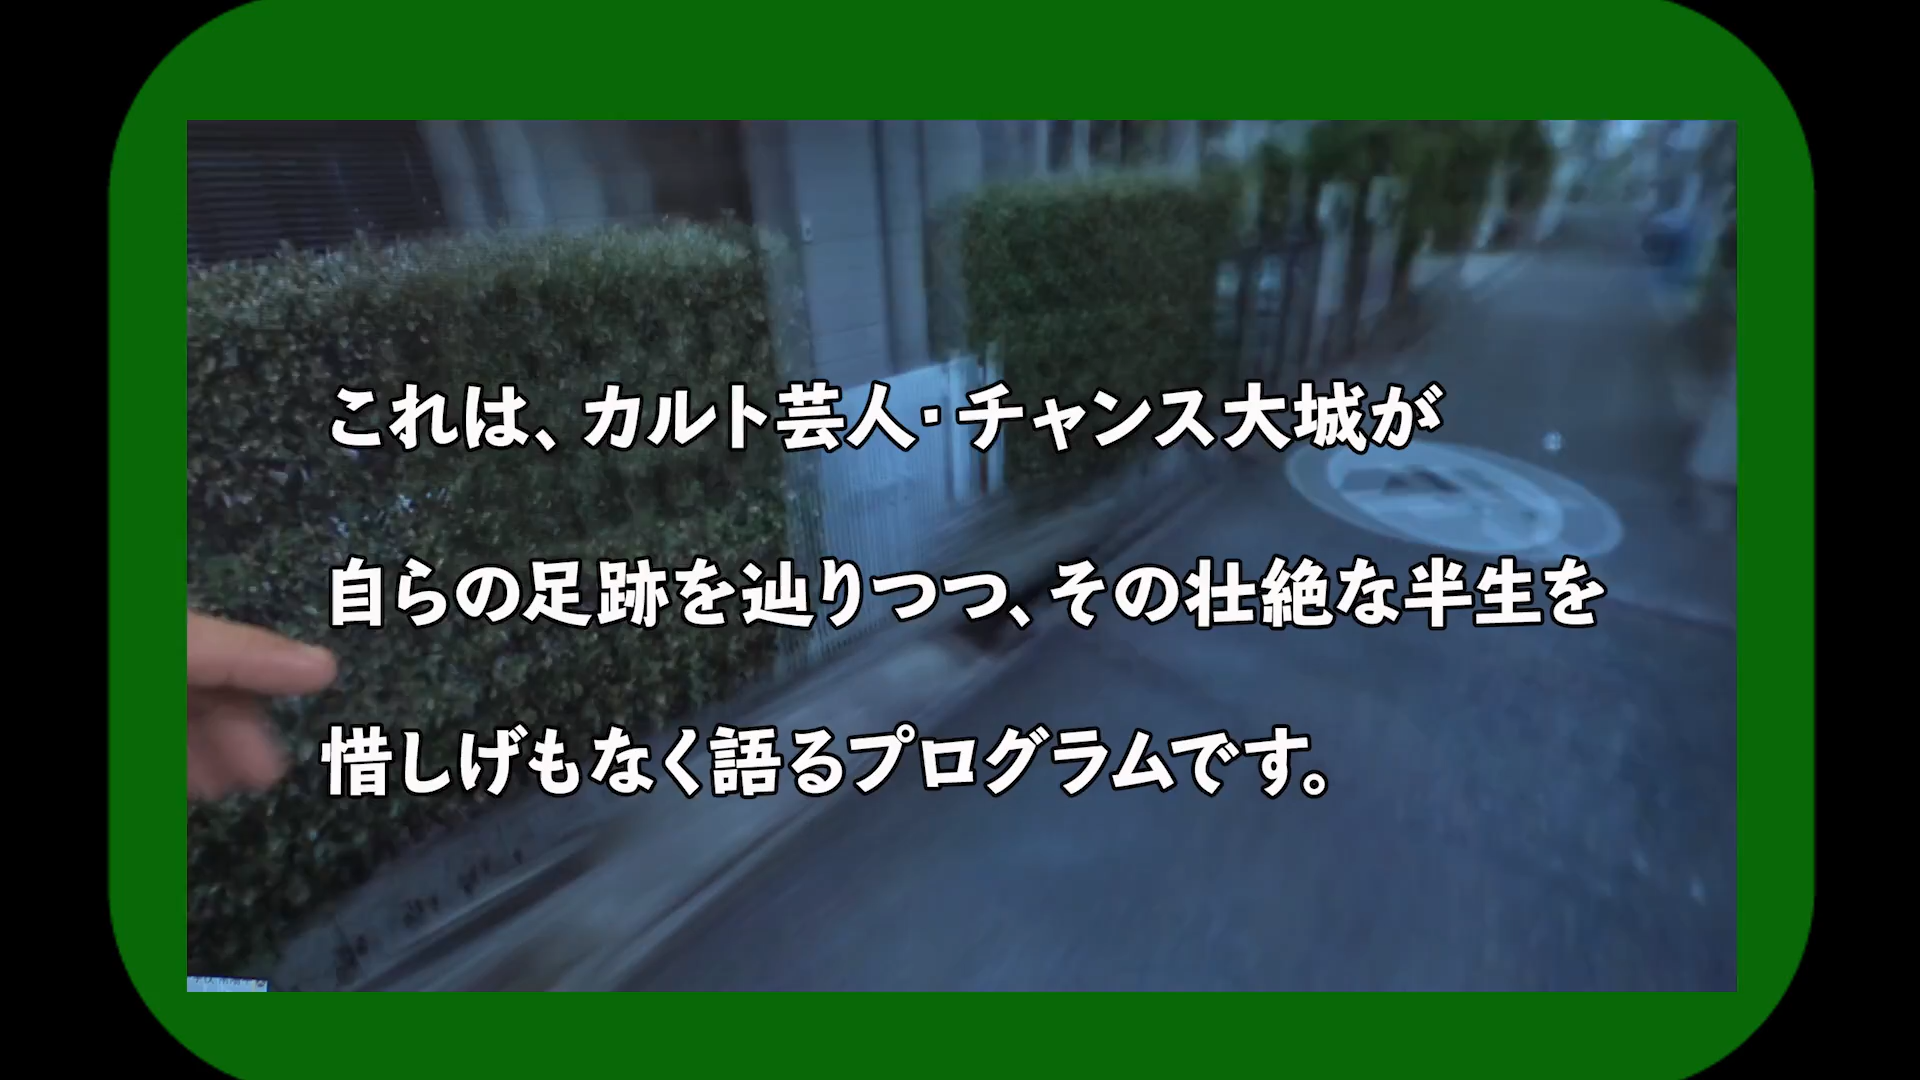 これは、カルト芸人・チャンス大城が
自らの足跡を辿りつつ、その壮絶な半生を
惜しげもなく語るプログラムです。